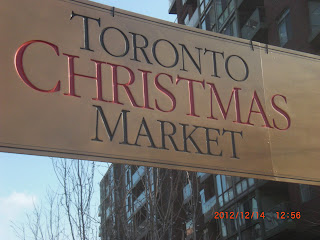 TORONTO
CHRISTMAS
MARKET
2012/12/14 12:56